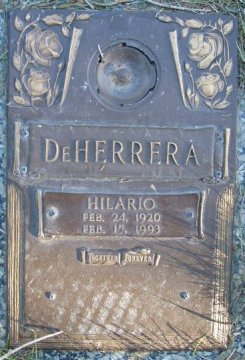 DEHERRERA
HILARIO
FEB. 24, 1920
FEB. 15, 1993
TOGETHER FOREVER